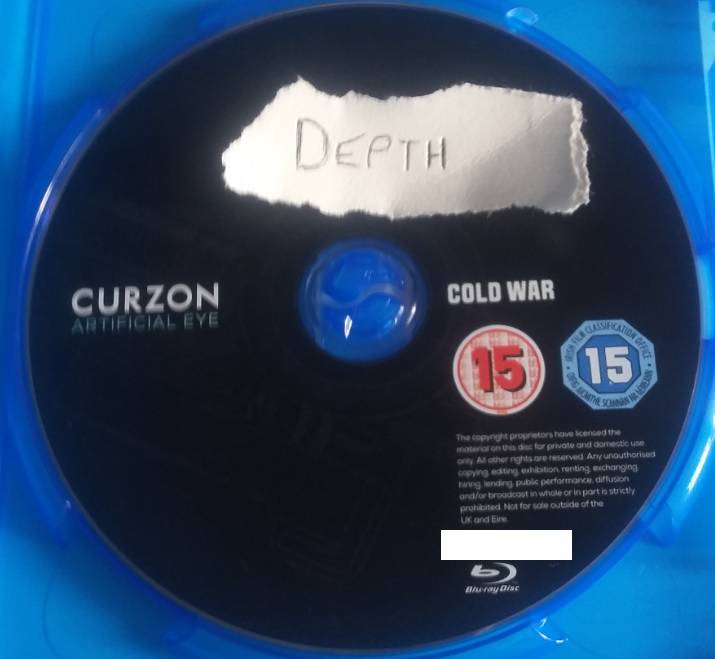 DEPTH
CURZON
ARTIFICIAL EYE
COLD WAR
15
IRISH FILM CLASSIFICATION OFFICE
15
The copyright proprietors have licensed the
material on this disc for private and domestic use
only. All other rights are reserved. Any unauthorised
copying, editing, exhibition, renting, exchanging,
hiring, lending, public performance, diffusion
and/or broadcast in whole or in part is strictly
prohibited. Not for sale outside of the
UK and Eire.
Blu-ray Disc